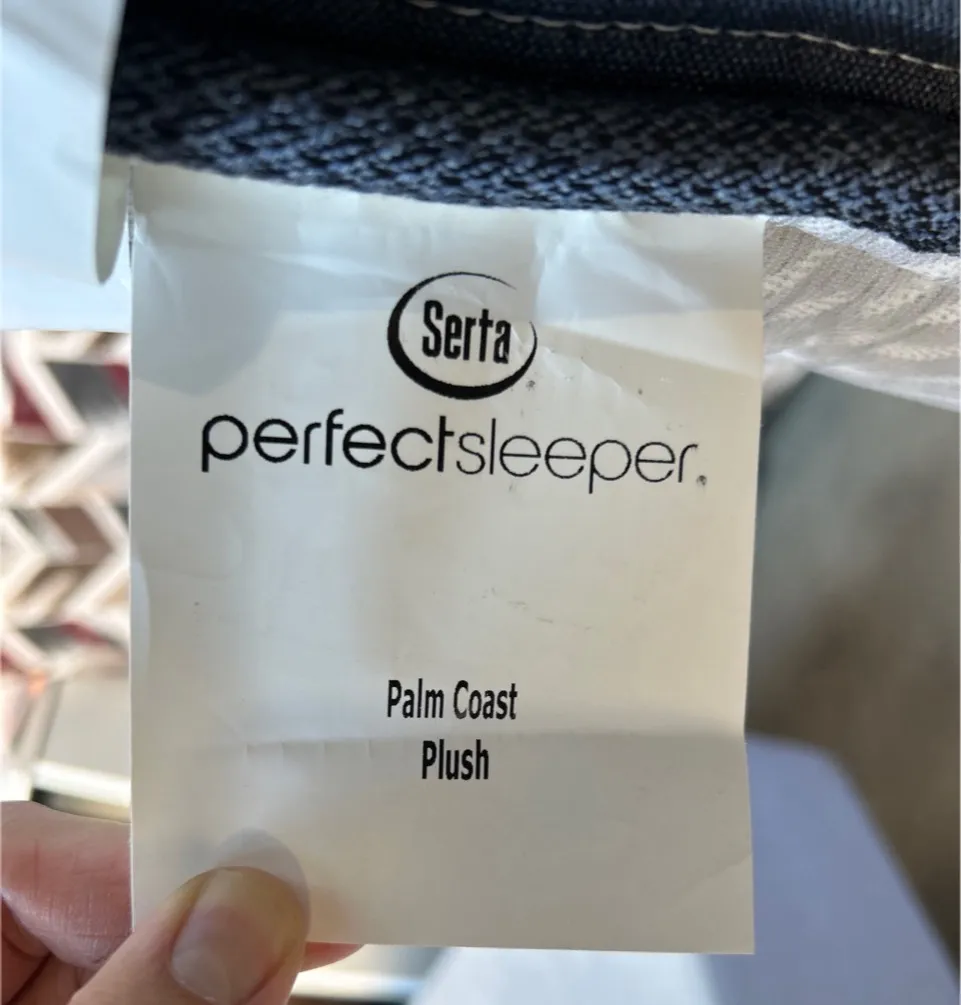 Serta
perfectsleeper.
Palm Coast
Plush